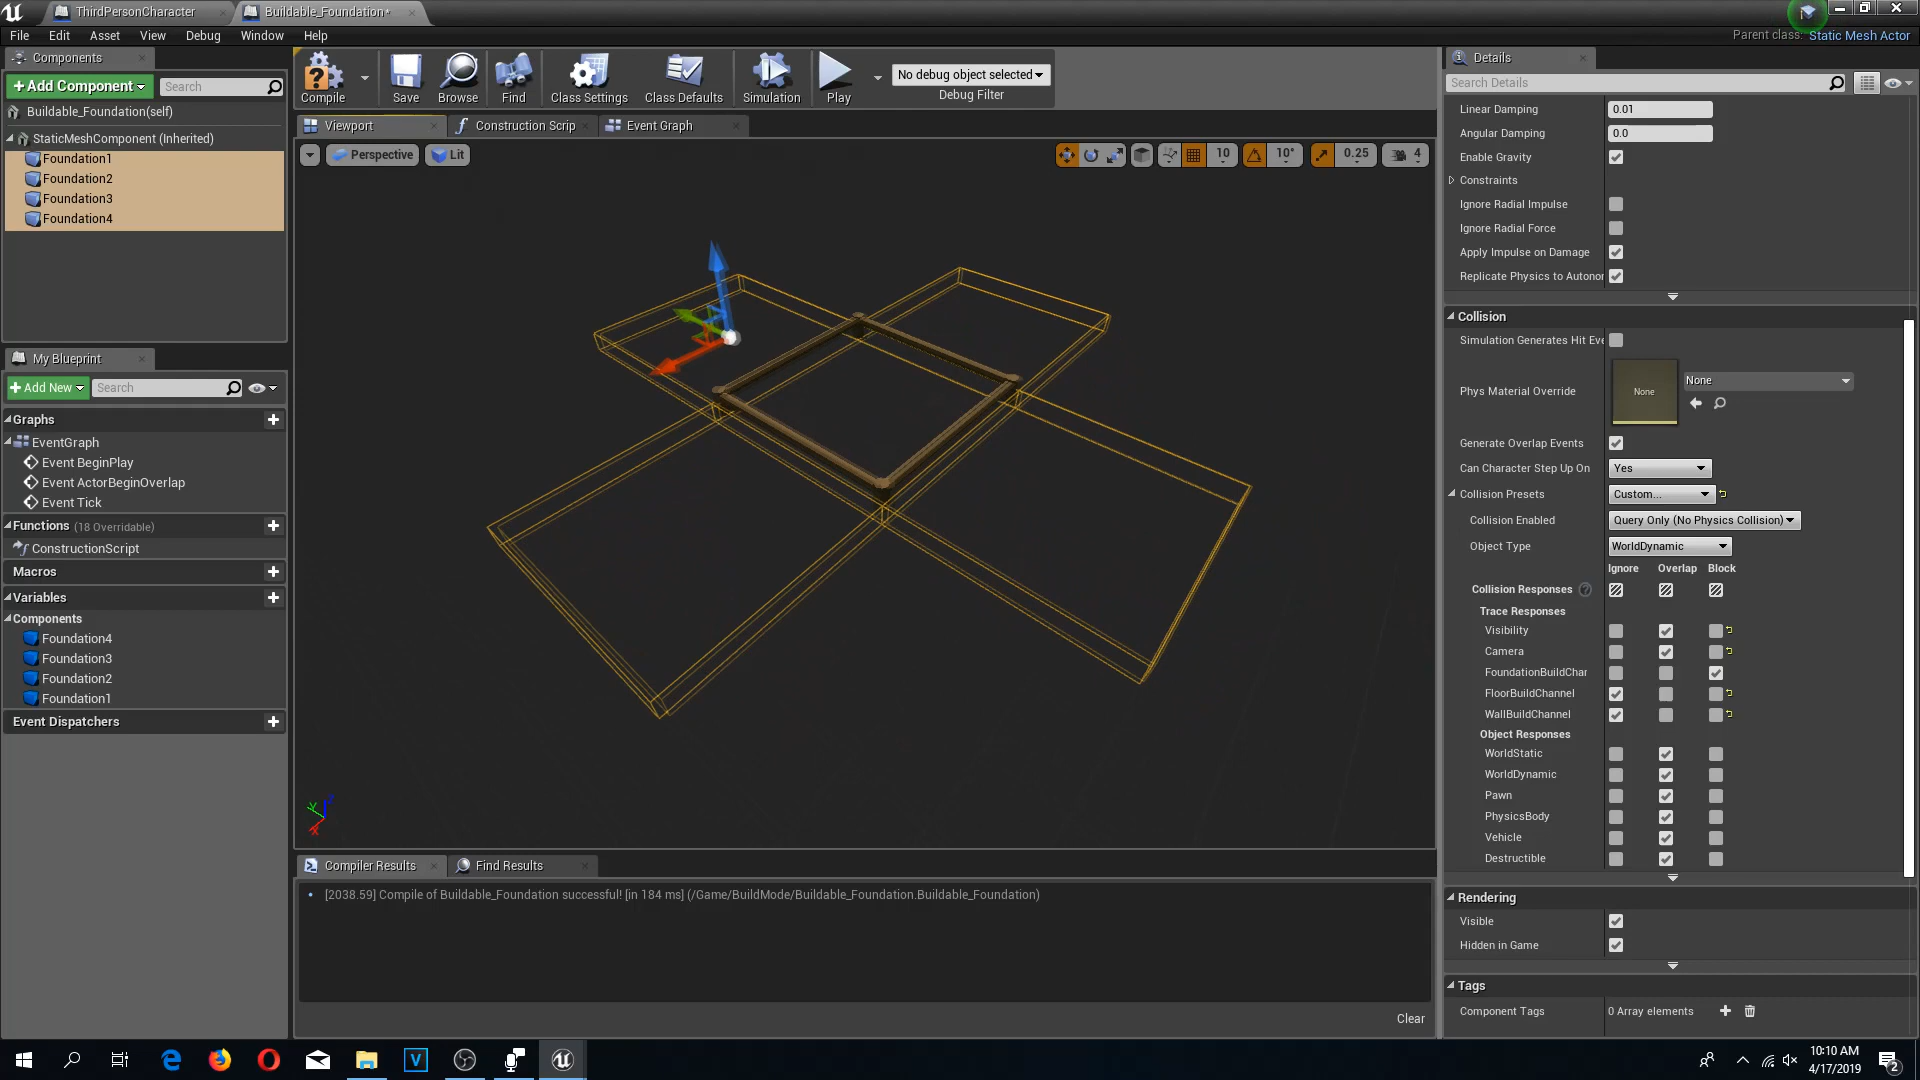 ThirdPersonCharacter
Buildable_Foundation*
File Edit Asset View Debug Window Help
Parent class: Static Mesh Actor
Components
+ Add Component
Search
Buildable_Foundation(self)
StaticMeshComponent (Inherited)
Foundation1
Foundation2
Foundation3
Foundation4
My Blueprint
+ Add New
Search
Graphs
EventGraph
Event BeginPlay
Event ActorBeginOverlap
Event Tick
Functions (18 Overridable)
ConstructionScript
Macros
Variables
Components
Foundation4
Foundation3
Foundation2
Foundation1
Event Dispatchers
Compile
Save
Browse
Find
Class Settings
Class Defaults
Simulation
Play
No debug object selected
Debug Filter
Viewport
Construction Scrip
Event Graph
Perspective
Lit
10
10°
0.25
4
Compiler Results
Find Results
[2038.59] Compile of Buildable_Foundation successful! [in 184 ms] (/Game/BuildMode/Buildable_Foundation.Buildable_Foundation)
Clear
Details
Search Details
Linear Damping 0.01
Angular Damping 0.0
Enable Gravity
Constraints
Ignore Radial Impulse
Ignore Radial Force
Apply Impulse on Damage
Replicate Physics to Autonor
Collision
Simulation Generates Hit Eve
Phys Material Override None None
Generate Overlap Events
Can Character Step Up On Yes
Collision Presets Custom...
Collision Enabled Query Only (No Physics Collision)
Object Type WorldDynamic
Ignore Overlap Block
Collision Responses ?
Trace Responses
Visibility
Camera
FoundationBuildChar
FloorBuildChannel
WallBuildChannel
Object Responses
WorldStatic
WorldDynamic
Pawn
PhysicsBody
Vehicle
Destructible
Rendering
Visible
Hidden in Game
Tags
Component Tags 0 Array elements
10:10 AM
4/17/2019
2